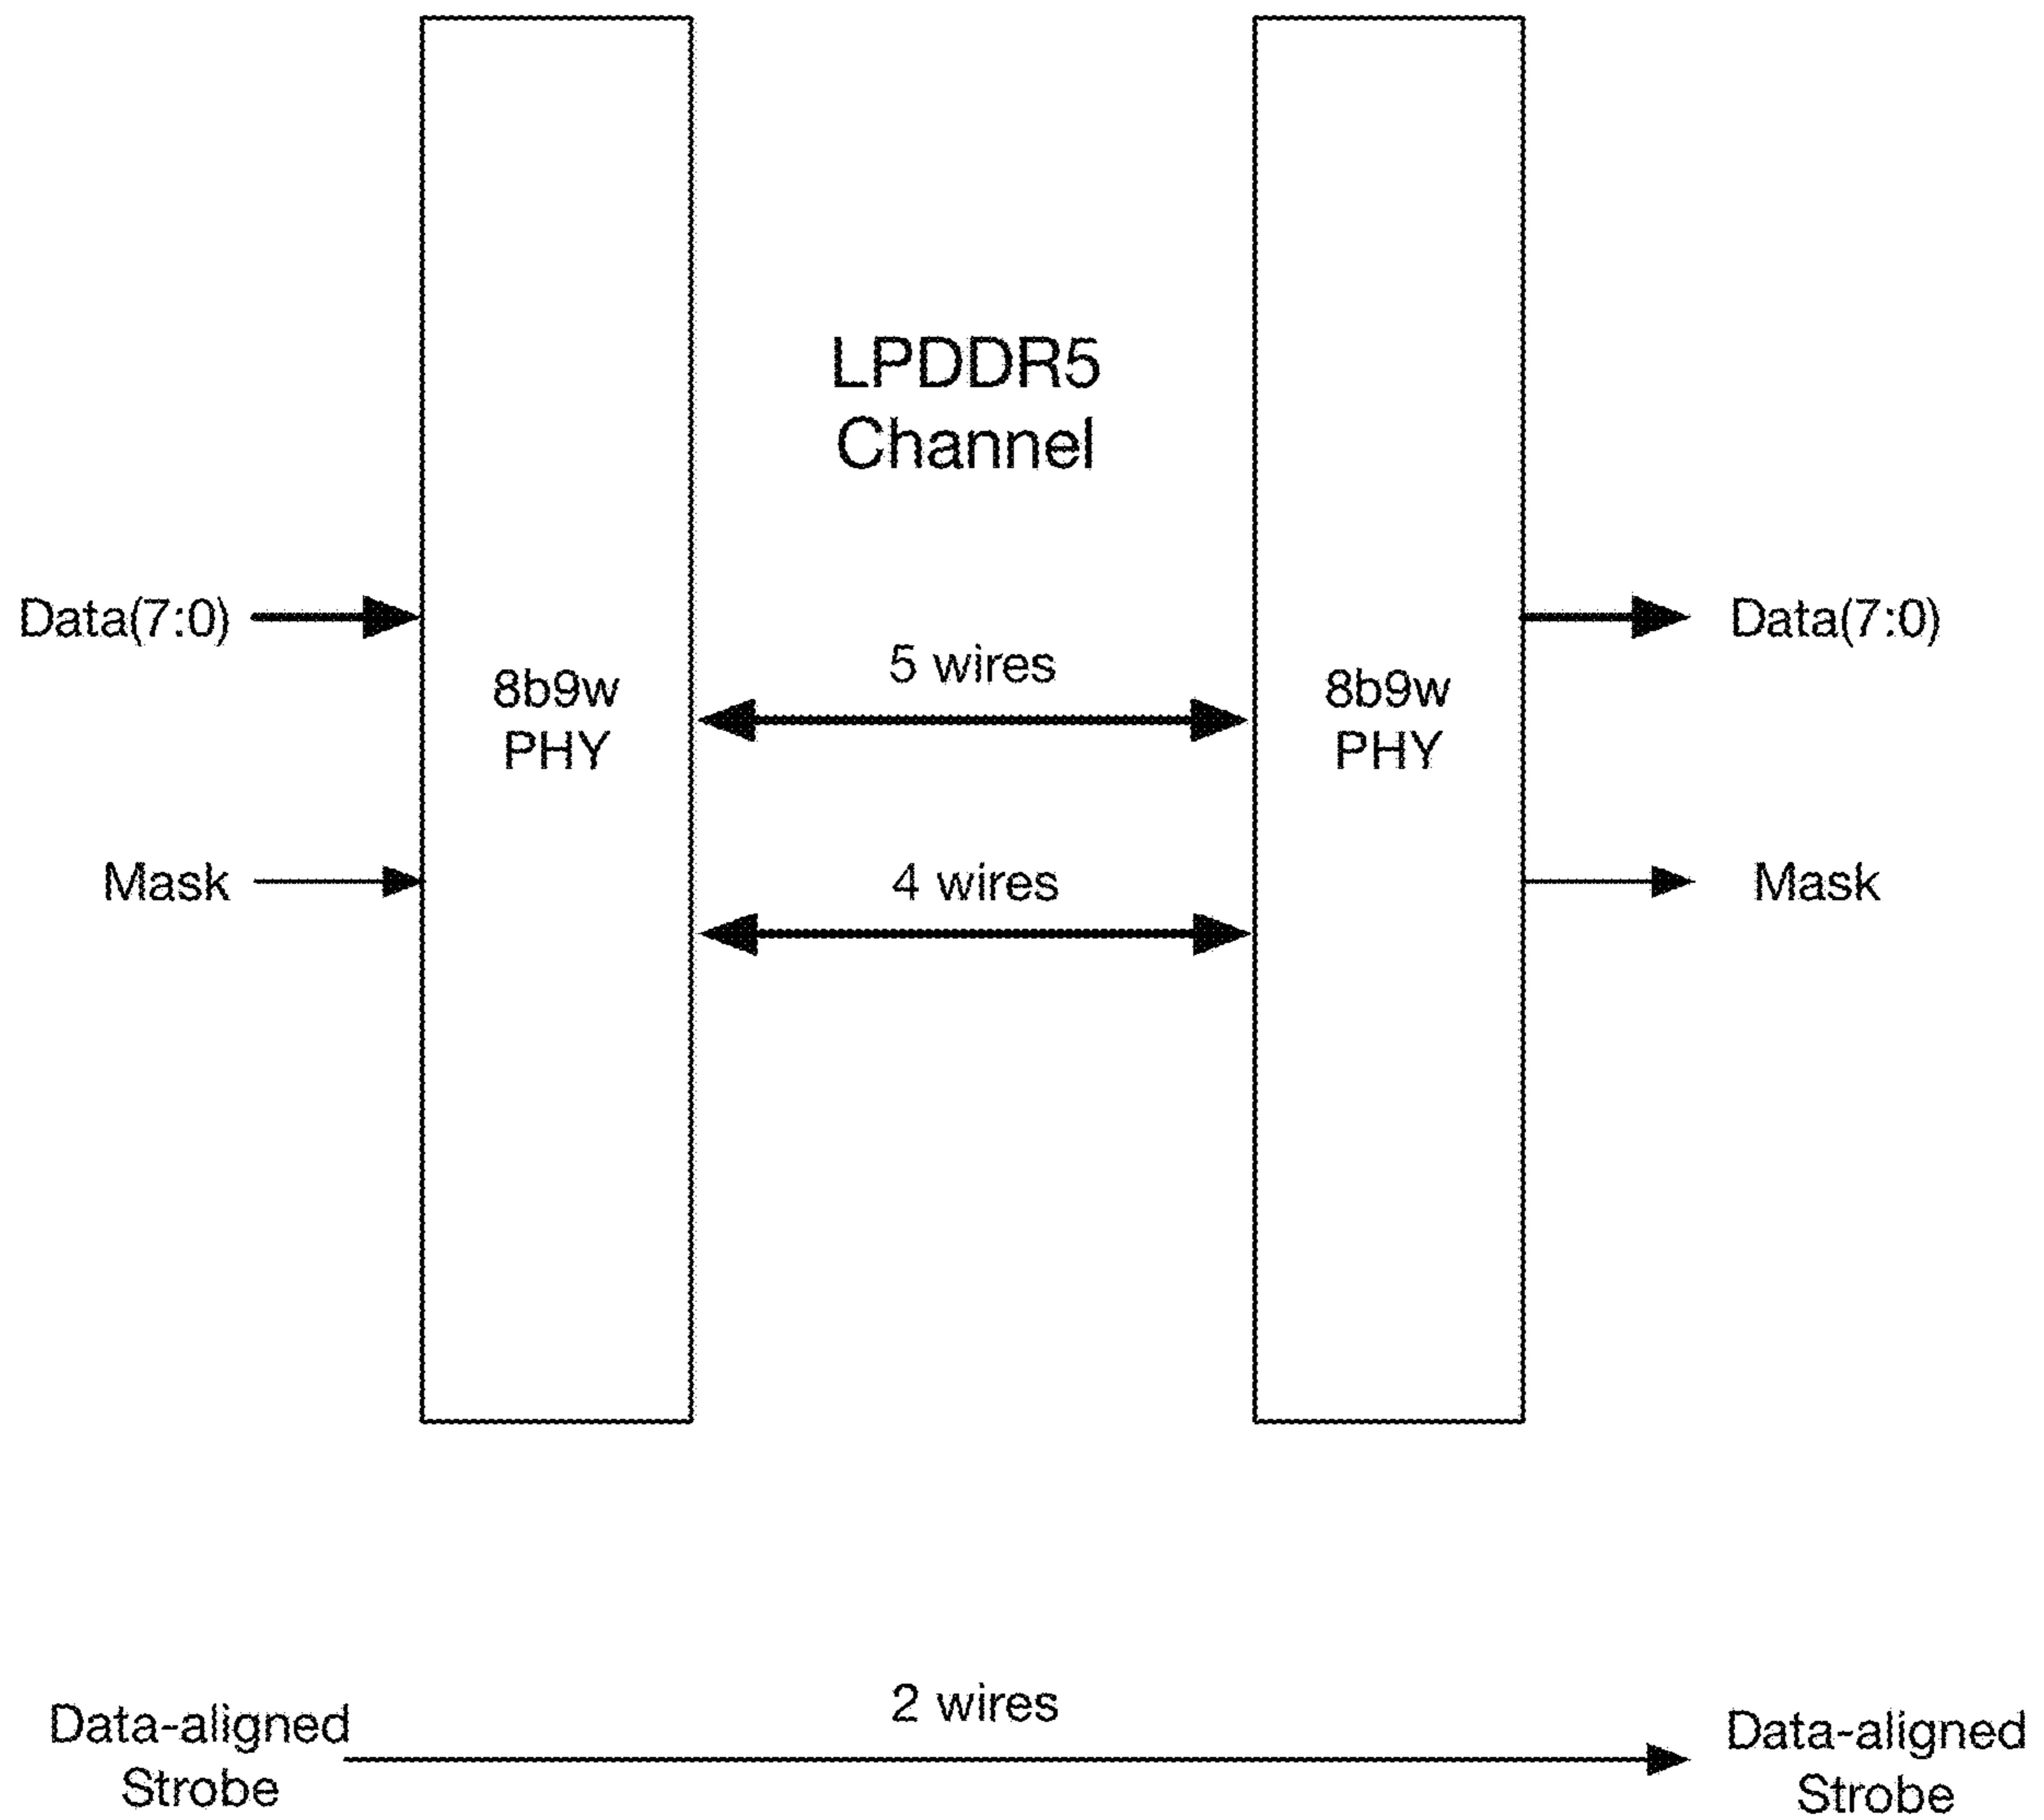 LPDDR5
Channel
Data(7:0)
Data(7:0)
5 wires
8b9w
PHY
8b9w
PHY
Mask
4 wires
Mask
2 wires
Data-aligned
Strobe
Data-aligned
Strobe